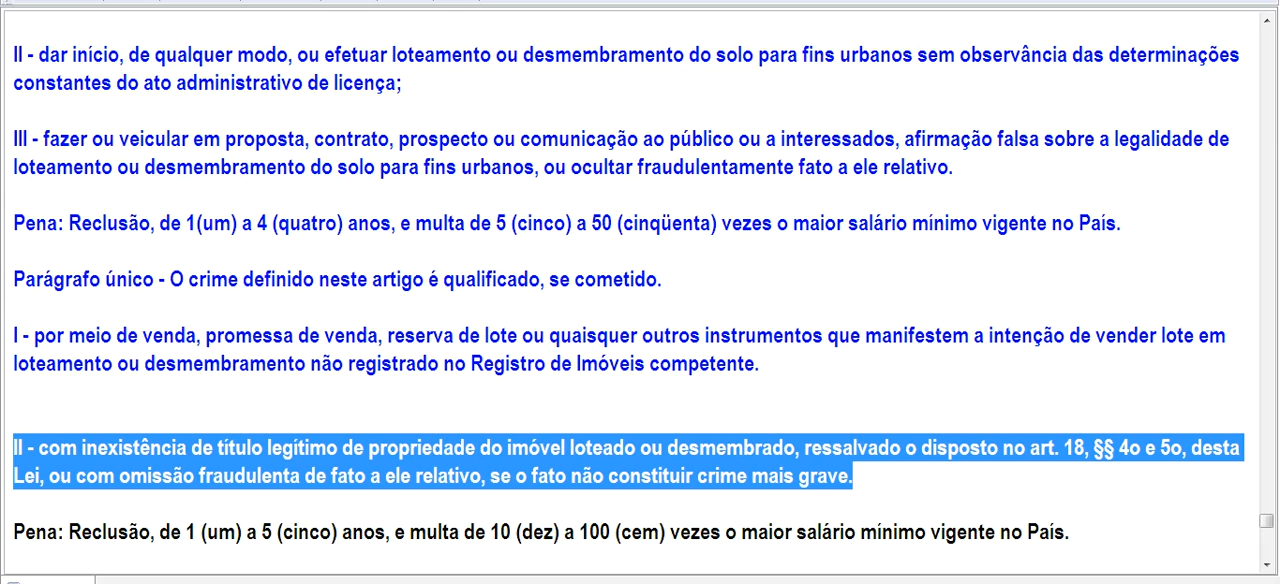 II - dar início, de qualquer modo, ou efetuar loteamento ou desmembramento do solo para fins urbanos sem observância das determinações
constantes do ato administrativo de licença;
III - fazer ou veicular em proposta, contrato, prospecto ou comunicação ao público ou a interessados, afirmação falsa sobre a legalidade de
loteamento ou desmembramento do solo para fins urbanos, ou ocultar fraudulentamente fato a ele relativo.
Pena: Reclusão, de 1(um) a 4 (quatro) anos, e multa de 5 (cinco) a 50 (cinqüenta) vezes o maior salário mínimo vigente no País.
Parágrafo único - O crime definido neste artigo é qualificado, se cometido.
I - por meio de venda, promessa de venda, reserva de lote ou quaisquer outros instrumentos que manifestem a intenção de vender lote em
loteamento ou desmembramento não registrado no Registro de Imóveis competente.
II - com inexistência de título legítimo de propriedade do imóvel loteado ou desmembrado, ressalvado o disposto no art. 18, §§ 4o e 5o, desta
Lei, ou com omissão fraudulenta de fato a ele relativo, se o fato não constituir crime mais grave.
Pena: Reclusão, de 1 (um) a 5 (cinco) anos, e multa de 10 (dez) a 100 (cem) vezes o maior salário mínimo vigente no País.